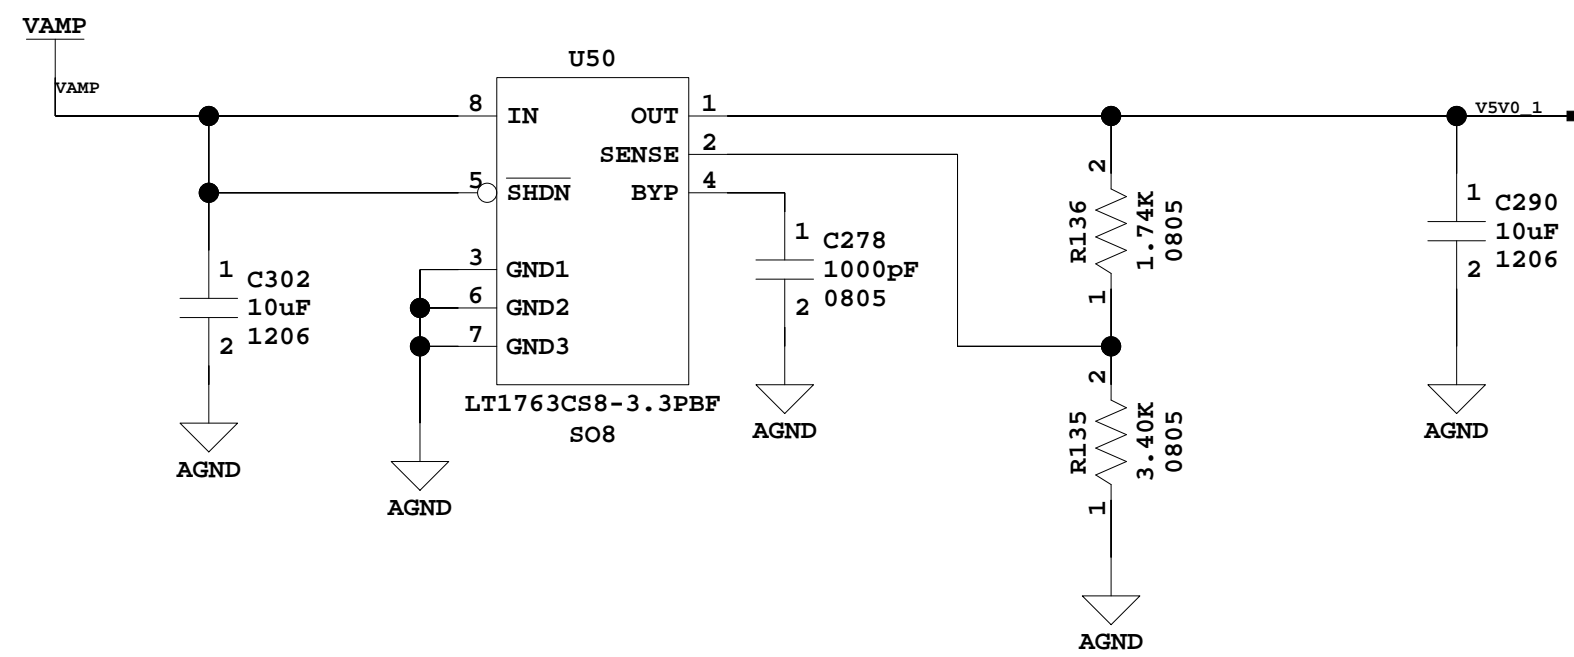 VAMP
VAMP
U50
8 IN OUT 1
SENSE 2
5 SHDN BYP 4
3 GND1
6 GND2
7 GND3
LT1763CS8-3.3PBF
SO8
1
C302
10uF
1206
2
AGND
AGND
1
C278
1000pF
0805
2
AGND
2
R136
1.74K
0805
1
2
R135
3.40K
0805
1
AGND
V5V0_1
1
C290
10uF
1206
2
AGND